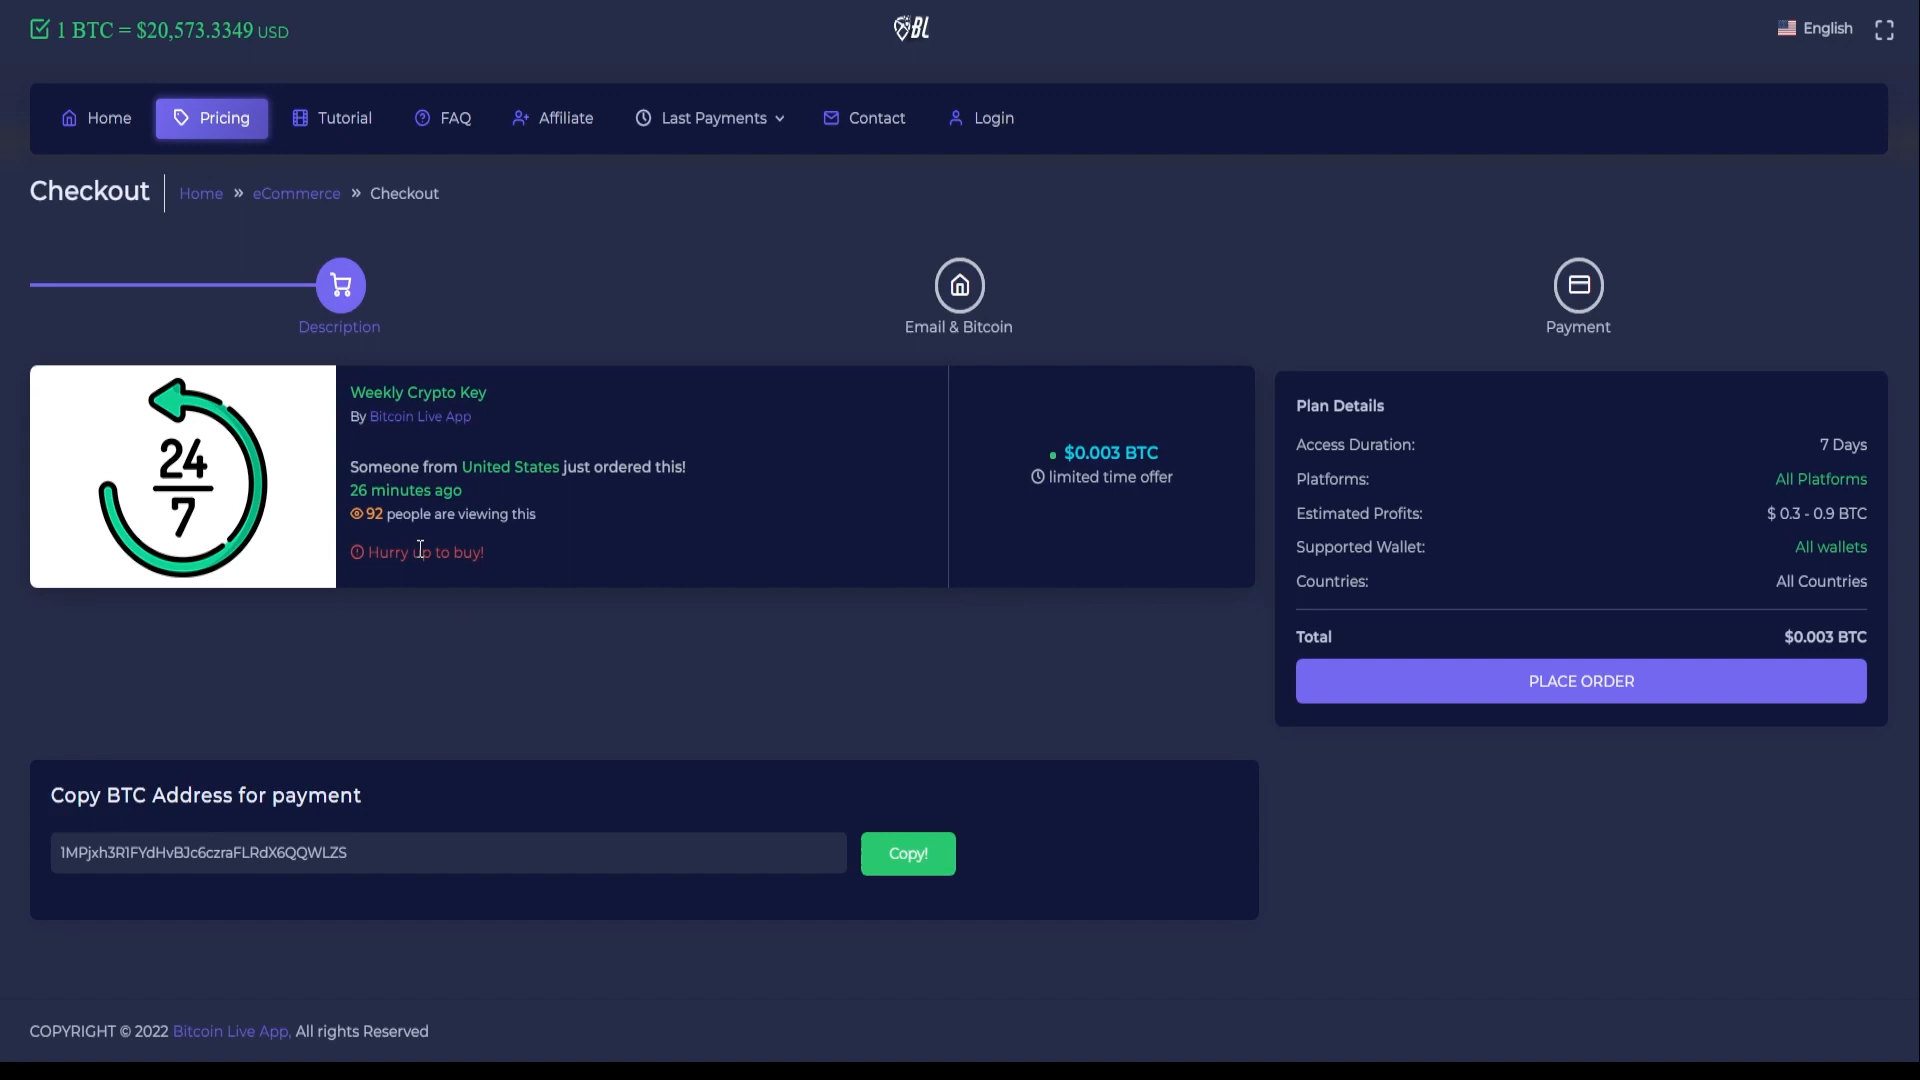 1 BTC = $20,573.3349 USD
BL
English
Home
Pricing
Tutorial
FAQ
Affiliate
Last Payments
Contact
Login
Checkout
Home » eCommerce » Checkout
Description
Email & Bitcoin
Payment
24
7
Weekly Crypto Key
By Bitcoin Live App
Someone from United States just ordered this!
26 minutes ago
92 people are viewing this
Hurry up to buy!
$0.003 BTC
limited time offer
Plan Details
Access Duration: 7 Days
Platforms: All Platforms
Estimated Profits: $ 0.3 - 0.9 BTC
Supported Wallet: All wallets
Countries: All Countries
Total $0.003 BTC
PLACE ORDER
Copy BTC Address for payment
1MPjxh3R1FYdHvBJc6czraFLRdX6QQWLZS
Copy!
COPYRIGHT © 2022 Bitcoin Live App, All rights Reserved